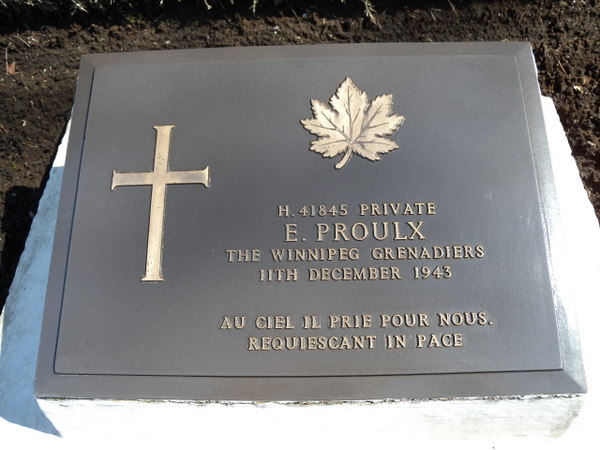 H. 41845 PRIVATE
E. PROULX
THE WINNIPEG GRENADIERS
11TH DECEMBER 1943
AU CIEL IL PRIE POUR NOUS.
REQUIESCANT IN PACE